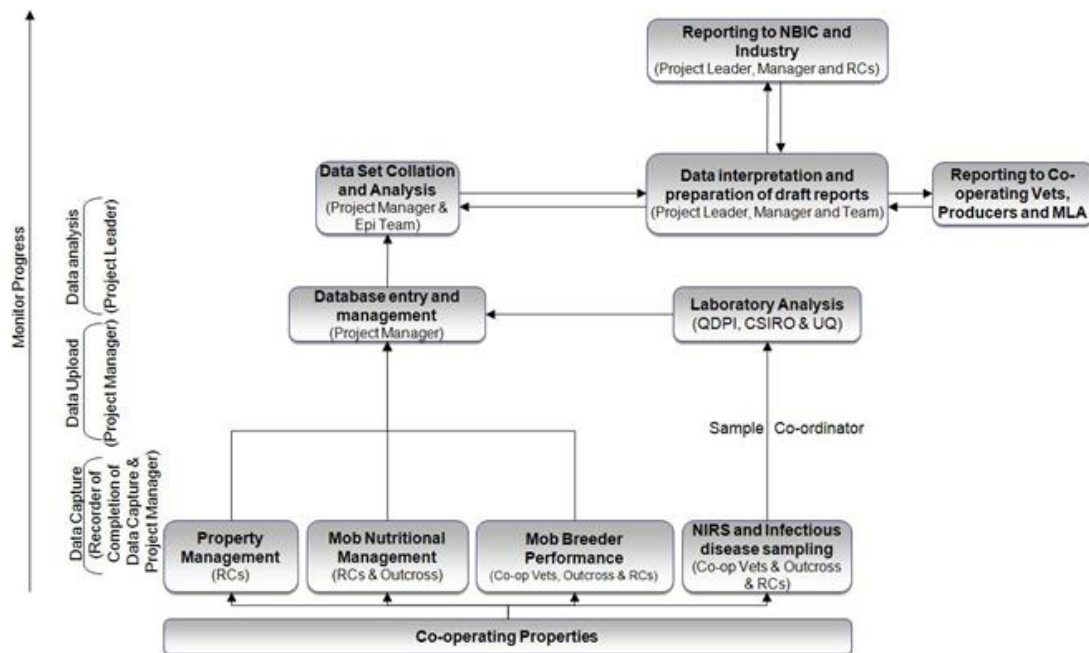 Reporting to NBIC and
Industry
(Project Leader, Manager and RCs)
Data Set Collation
and Analysis
(Project Manager &
Epi Team)
Data interpretation and
preparation of draft reports
(Project Leader, Manager and Team)
Reporting to Co-
operating Vets,
Producers and MLA
Monitor Progress
Data analysis
(Project Leader)
Database entry and
management
(Project Manager)
Laboratory Analysis
(QDPI, CSIRO & UQ)
Data Upload
(Project Manager)
Sample Co-ordinator
Data Capture
(Recorder of
Completion of
Data Capture &
Project Manager)
Property
Management
(RCs)
Mob Nutritional
Management
(RCs & Outcross)
Mob Breeder
Performance
(Co-op Vets, Outcross & RCs)
NIRS and Infectious
disease sampling
(Co-op Vets & Outcross
& RCs)
Co-operating Properties